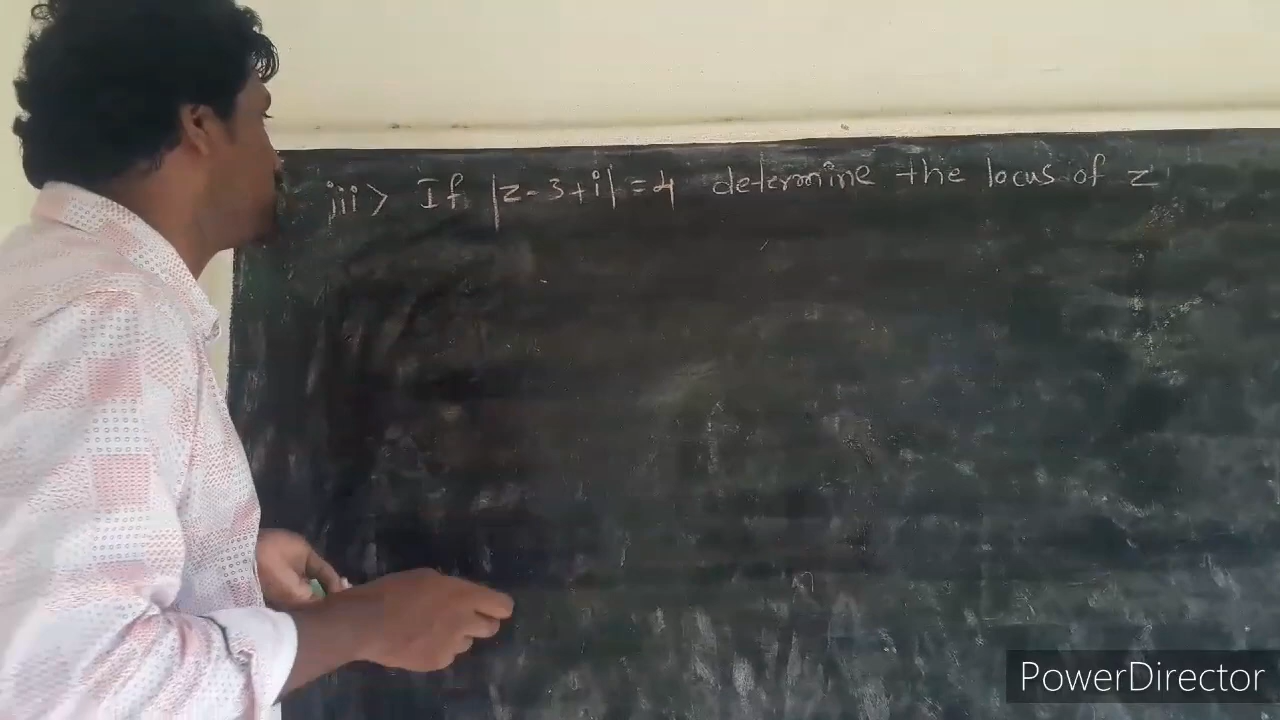 iii> If |z - 3 + i| = 4 determine the locus of z
PowerDirector